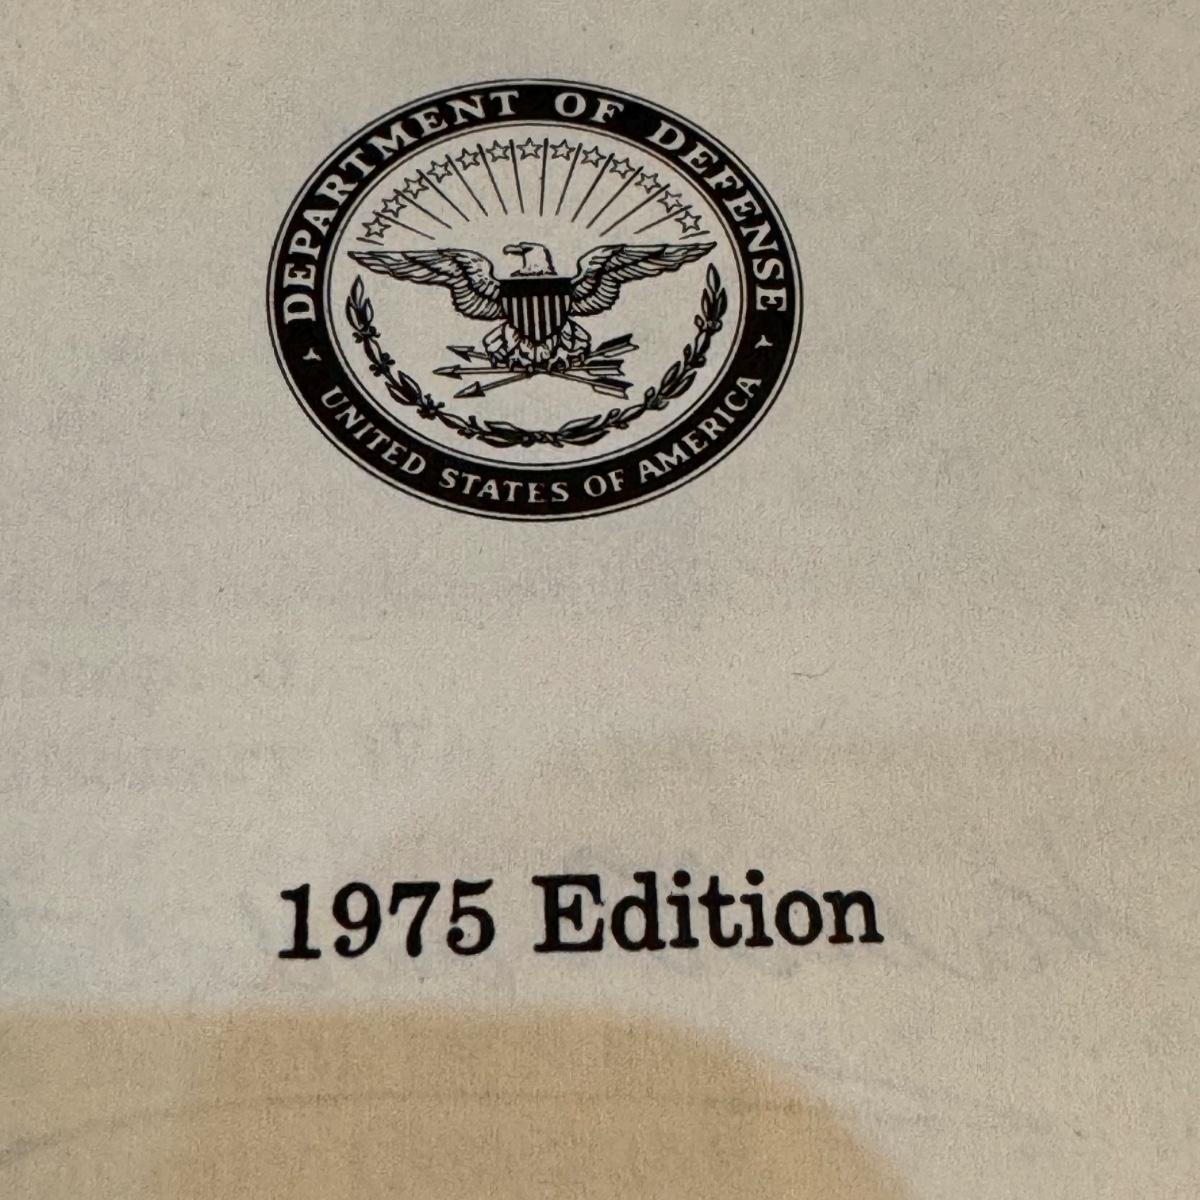 DEPARTMENT OF DEFENSE
UNITED STATES OF AMERICA
1975 Edition